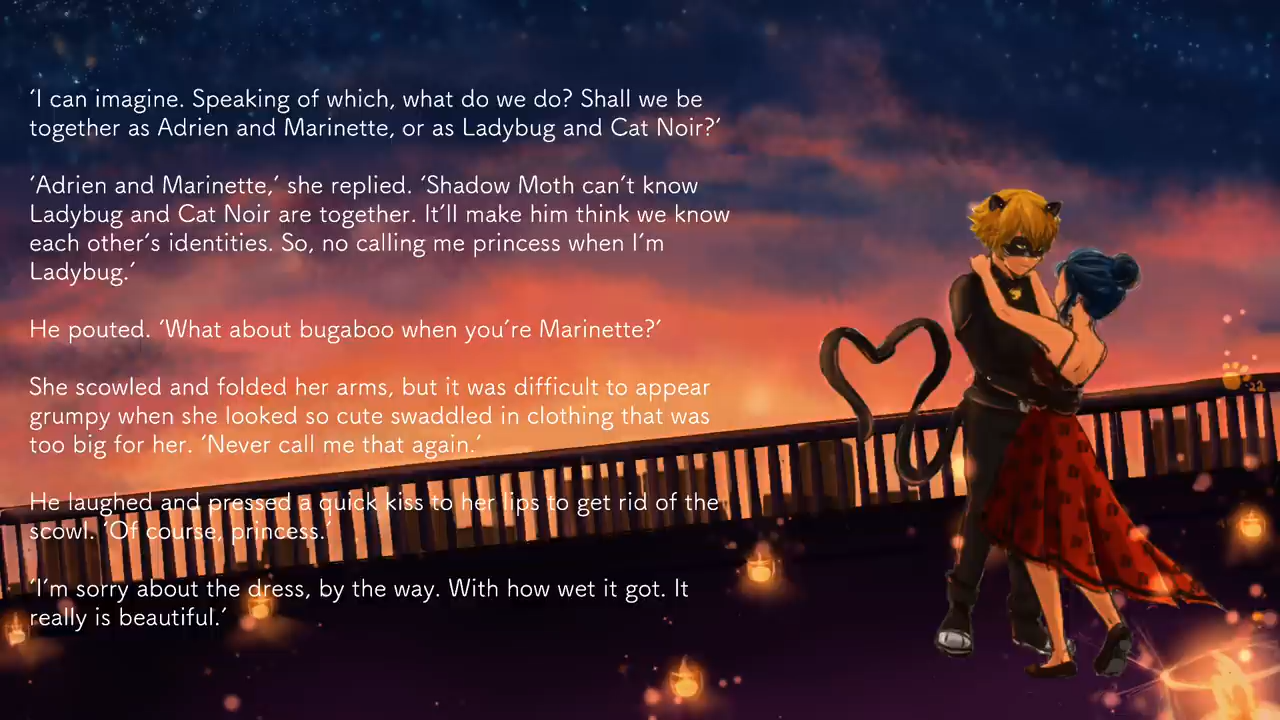 ‘I can imagine. Speaking of which, what do we do? Shall we be
together as Adrien and Marinette, or as Ladybug and Cat Noir?’
‘Adrien and Marinette,’ she replied. ‘Shadow Moth can’t know
Ladybug and Cat Noir are together. It’ll make him think we know
each other’s identities. So, no calling me princess when I’m
Ladybug.’
He pouted. ‘What about bugaboo when you’re Marinette?’
She scowled and folded her arms, but it was difficult to appear
grumpy when she looked so cute swaddled in clothing that was
too big for her. ‘Never call me that again.’
He laughed and pressed a quick kiss to her lips to get rid of the
scowl. ‘Of course, princess.’
‘I’m sorry about the dress, by the way. With how wet it got. It
really is beautiful.’